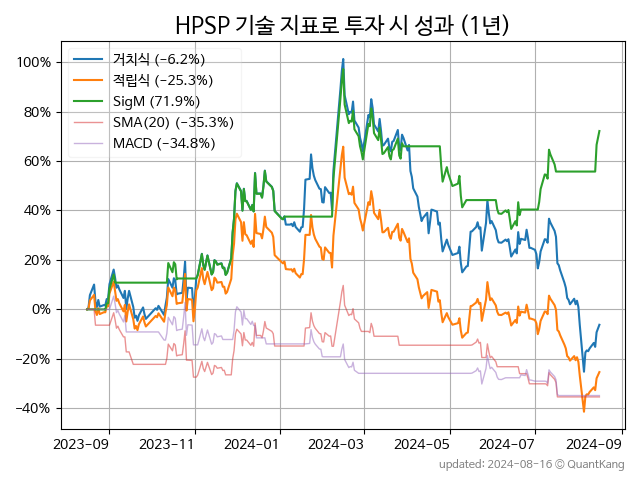 HPSP 기술 지표로 투자 시 성과 (1년)
100%
80%
60%
40%
20%
0%
−20%
−40%
거치식 (−6.2%)
적립식 (−25.3%)
SigM (71.9%)
SMA(20) (−35.3%)
MACD (−34.8%)
2023−09
2023−11
2024−01
2024−03
2024−05
2024−07
2024−09
updated: 2024−08−16 © QuantKang